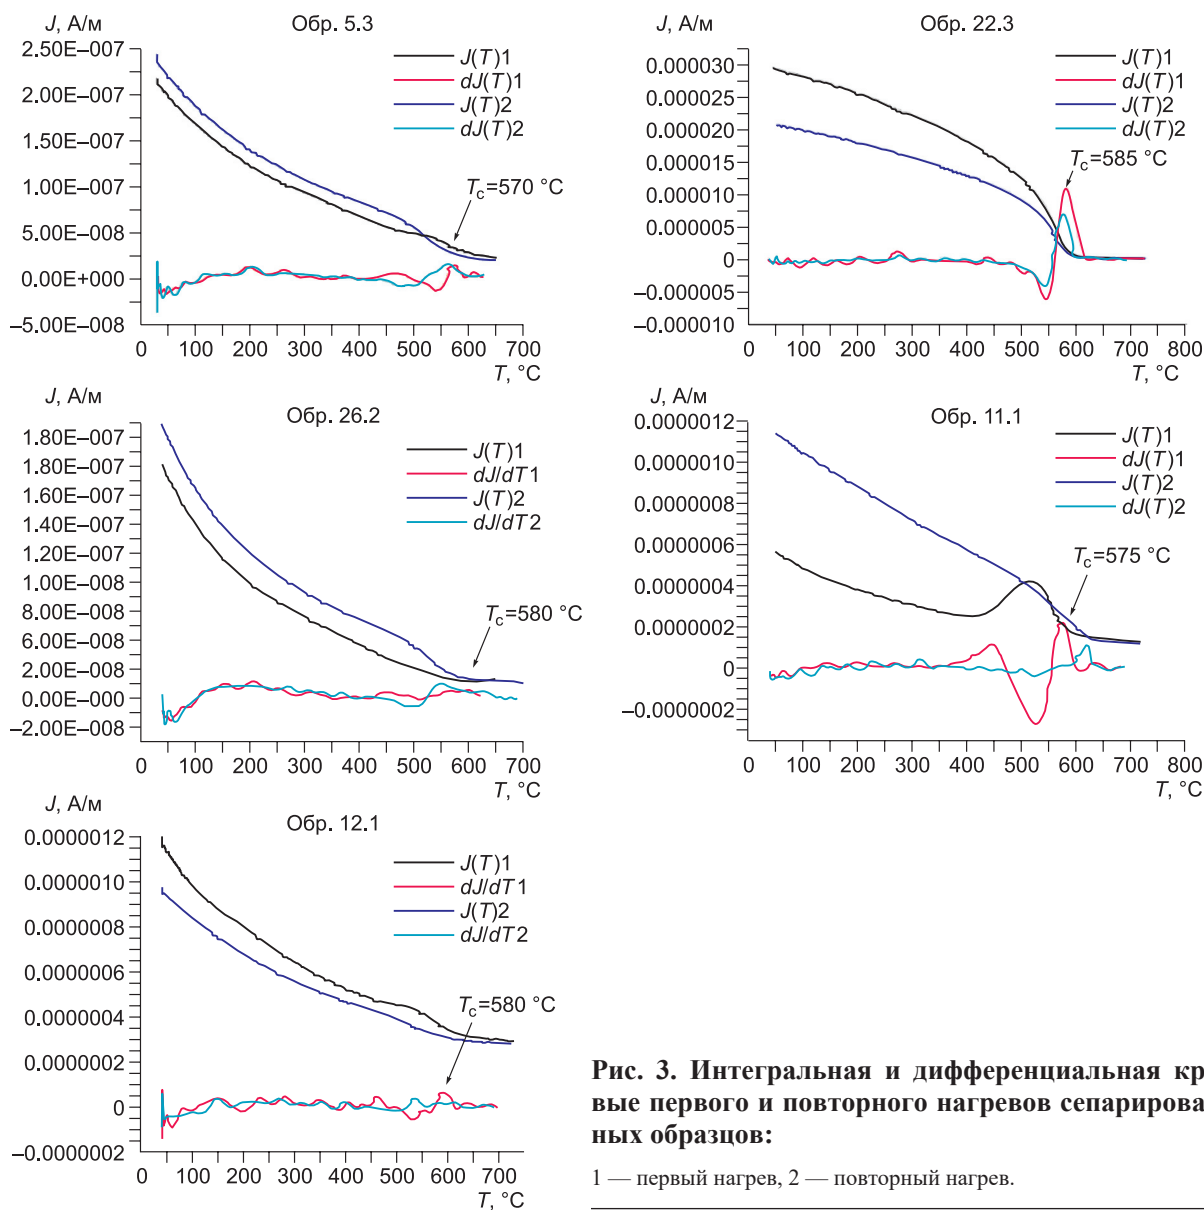 J, А/м
Обр. 5.3
2.50E–007
2.00E–007
1.50E–007
1.00E–007
5.00E–008
0.00E+000
–5.00E–008
J(T)1
dJ(T)1
J(T)2
dJ(T)2
Tc=570 °C
0 100 200 300 400 500 600 700
T, °C
J, А/м
Обр. 22.3
0.000030
0.000020
0.000015
0.000010
0.000005
0
–0.000005
–0.000010
J(T)1
dJ(T)1
J(T)2
dJ(T)2
Tc=585 °C
0 100 200 300 400 500 600 700 800
T, °C
J, А/м
Обр. 26.2
1.80E–007
1.80E–007
1.60E–007
1.40E–007
1.20E–007
1.00E–008
8.00E–008
6.00E–008
2.00E–008
0.00E–000
–2.00E–008
J(T)1
dJ/dT1
J(T)2
dJ/dT2
Tc=580 °C
0 100 200 300 400 500 600 700
T, °C
J, А/м
Обр. 11.1
0.0000012
0.0000010
0.0000008
0.0000006
0.0000004
0.0000002
0
–0.0000002
J(T)1
dJ(T)1
J(T)2
dJ(T)2
Tc=575 °C
0 100 200 300 400 500 600 700 800
T, °C
J, А/м
Обр. 12.1
0.0000012
0.0000010
0.0000008
0.0000006
0.0000004
0.0000002
0
–0.0000002
J(T)1
dJ/dT1
J(T)2
dJ/dT2
Tc=580 °C
0 100 200 300 400 500 600 700
T, °C
Рис. 3. Интегральная и дифференциальная кр
вые первого и повторного нагревов сепарирова
ных образцов:
1 — первый нагрев, 2 — повторный нагрев.